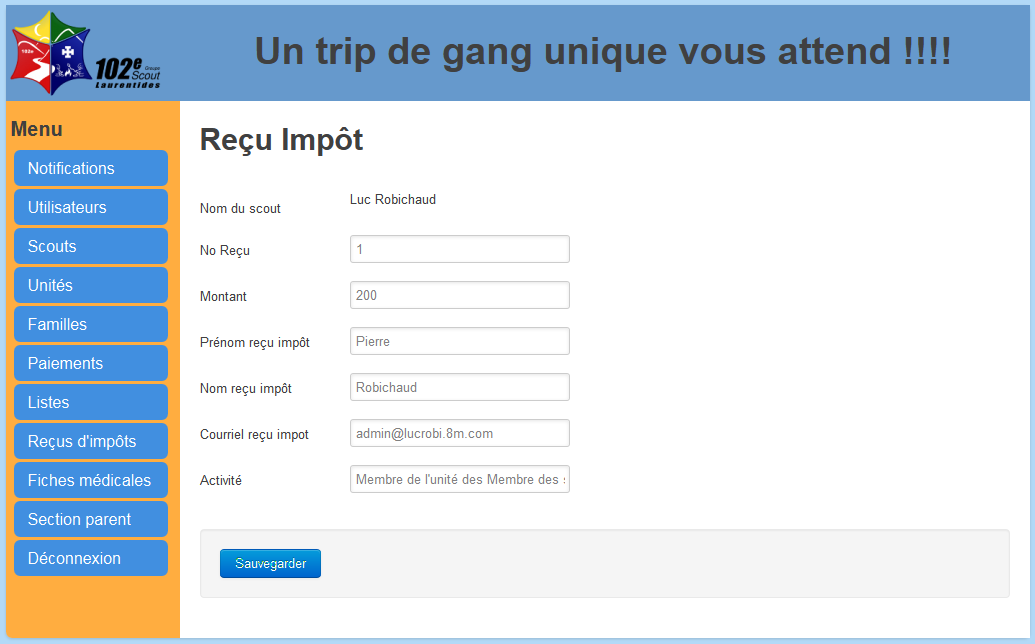 Un trip de gang unique vous attend !!!!
102e
102e Groupe
Scout
Laurentides
Menu
Notifications
Utilisateurs
Scouts
Unités
Familles
Paiements
Listes
Reçus d'impôts
Fiches médicales
Section parent
Déconnexion
Reçu Impôt
Nom du scout Luc Robichaud
No Reçu 1
Montant 200
Prénom reçu impôt Pierre
Nom reçu impôt Robichaud
Courriel reçu impot admin@lucrobi.8m.com
Activité Membre de l'unité des Membre des
Sauvegarder